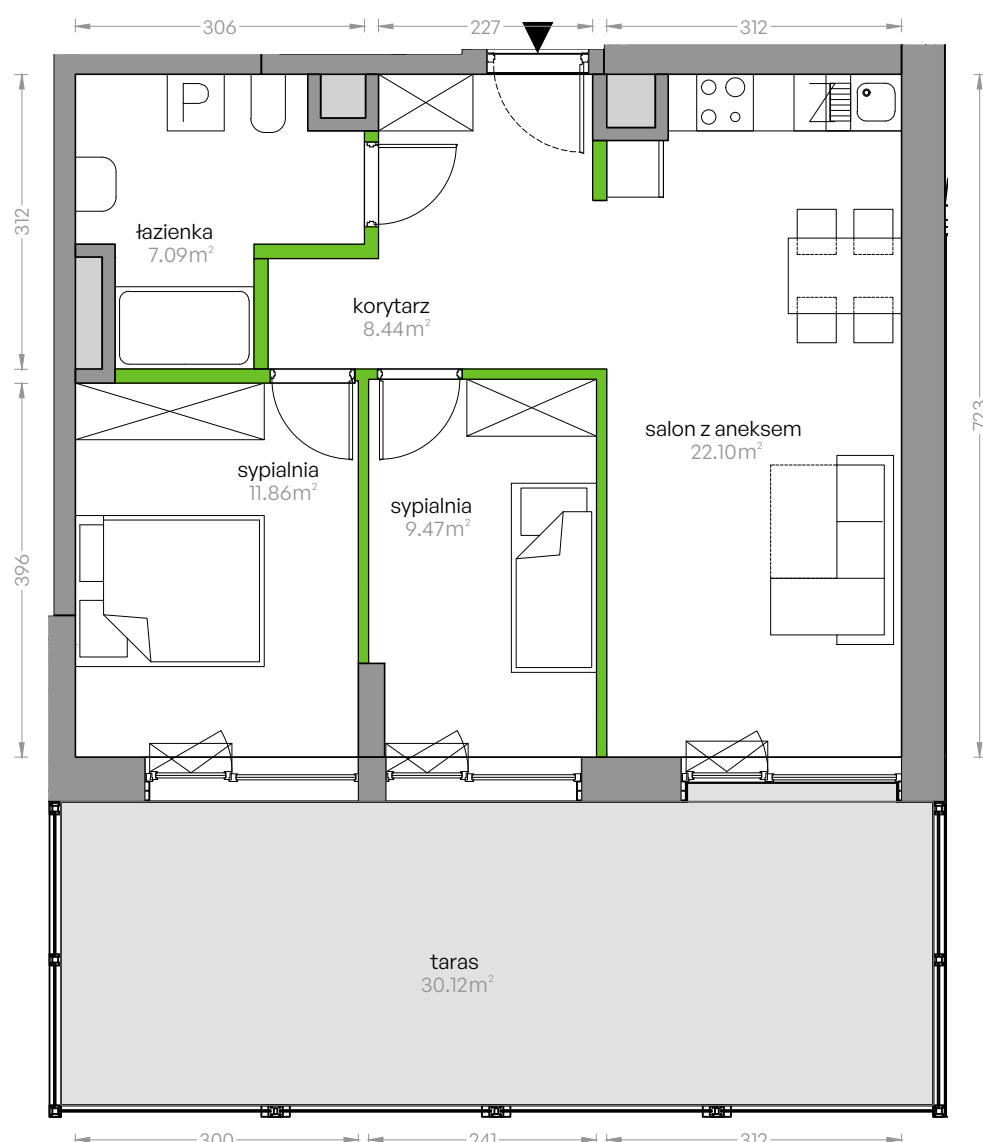 306
227
312
P
312
łazienka
7.09m²
korytarz
8.44m²
salon z aneksem
22.10m²
723
sypialnia
11.86m²
sypialnia
9.47m²
396
taras
30.12m²
300
241
312